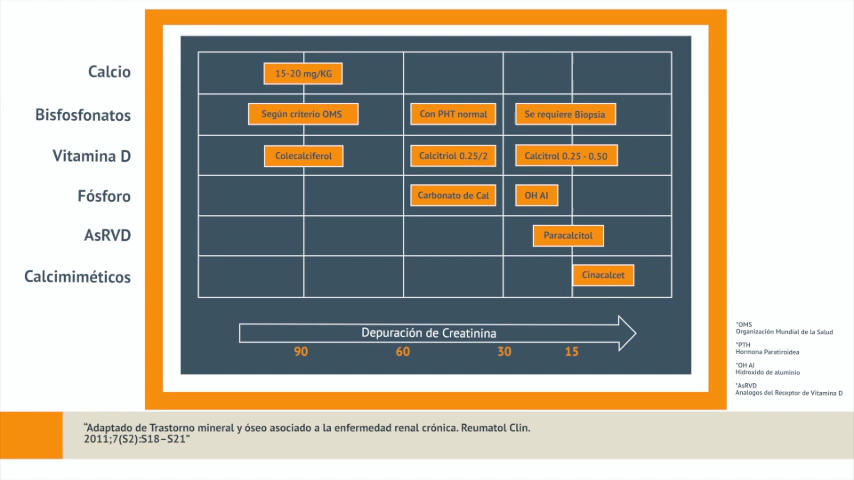 Calcio
15-20 mg/KG
Bisfosfonatos
Según criterio OMS
Con PHT normal
Se requiere Biopsia
Vitamina D
Colecalciferol
Calcitriol 0.25/2
Calcitrol 0.25 - 0.50
Fósforo
Carbonato de Cal
OH Al
AsRVD
Paracalcitol
Calcimiméticos
Cinacalcet
Depuración de Creatinina
90
60
30
15
*OMS
Organización Mundial de la Salud
*PTH
Hormona Paratiroidea
*OH Al
Hidroxido de aluminio
*AsRVD
Analogos del Receptor de Vitamina D
“Adaptado de Trastorno mineral y óseo asociado a la enfermedad renal crónica. Reumatol Clin.
2011;7(S2):S18–S21”